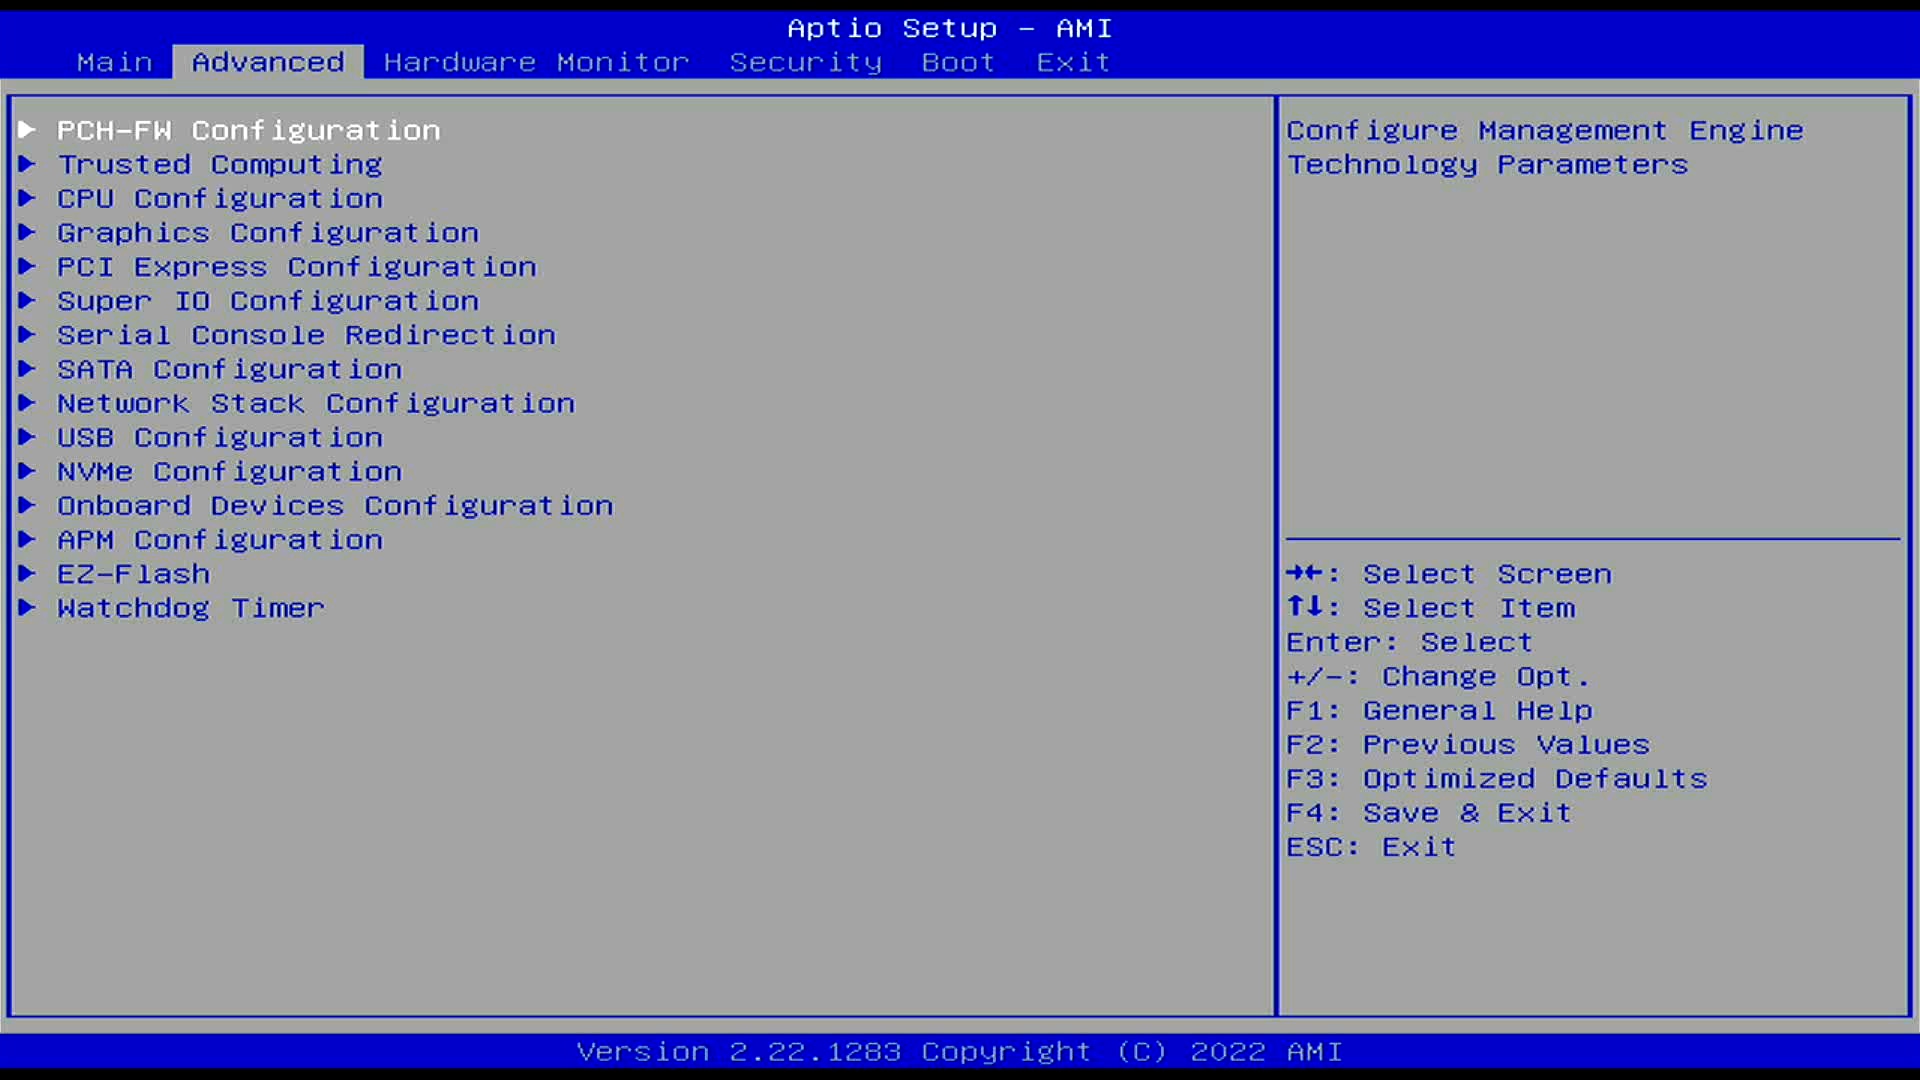 Aptio Setup – AMI
Main Advanced Hardware Monitor Security Boot Exit
▶ PCH–FW Configuration
▶ Trusted Computing
▶ CPU Configuration
▶ Graphics Configuration
▶ PCI Express Configuration
▶ Super IO Configuration
▶ Serial Console Redirection
▶ SATA Configuration
▶ Network Stack Configuration
▶ USB Configuration
▶ NVMe Configuration
▶ Onboard Devices Configuration
▶ APM Configuration
▶ EZ–Flash
▶ Watchdog Timer
Configure Management Engine
Technology Parameters
→←: Select Screen
↑↓: Select Item
Enter: Select
+/–: Change Opt.
F1: General Help
F2: Previous Values
F3: Optimized Defaults
F4: Save & Exit
ESC: Exit
Version 2.22.1283 Copyright (C) 2022 AMI